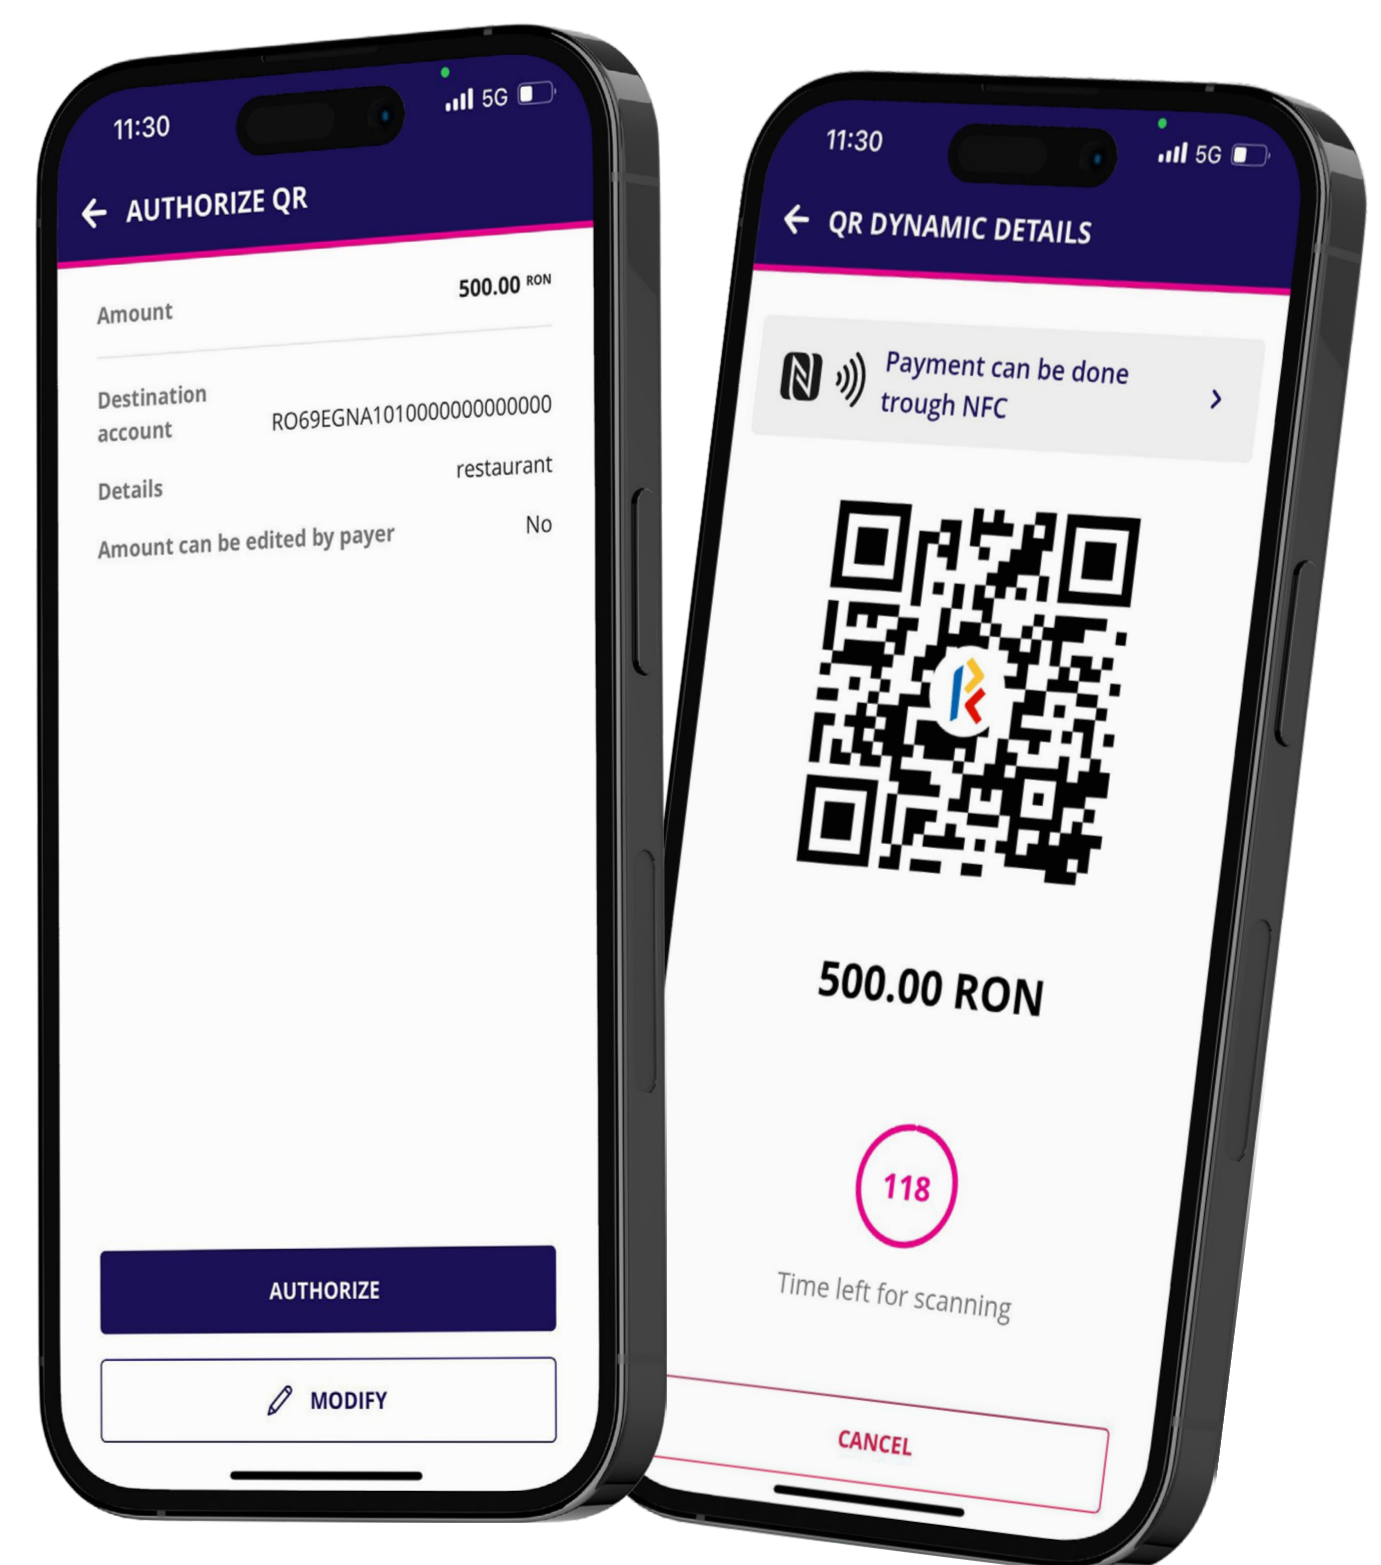 11:30
5G
AUTHORIZE QR
Amount
500.00 RON
Destination
account
RO69EGNA1010000000000000
Details
restaurant
Amount can be edited by payer
No
AUTHORIZE
MODIFY
11:30
5G
QR DYNAMIC DETAILS
Payment can be done
trough NFC
500.00 RON
118
Time left for scanning
CANCEL